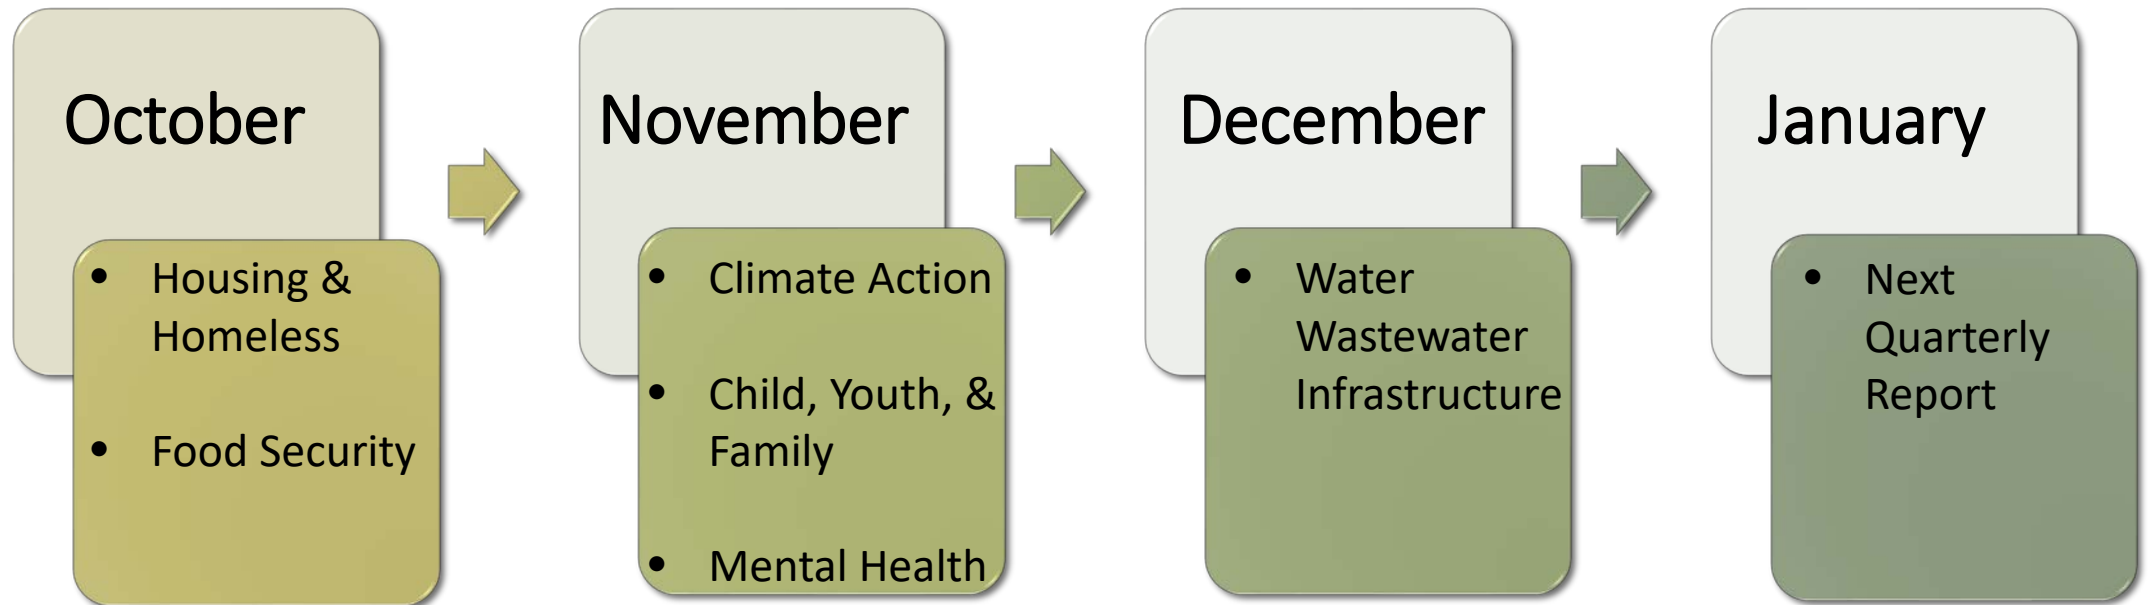 October
• Housing &
Homeless
• Food Security
November
• Climate Action
• Child, Youth, &
Family
• Mental Health
December
• Water
Wastewater
Infrastructure
January
• Next
Quarterly
Report